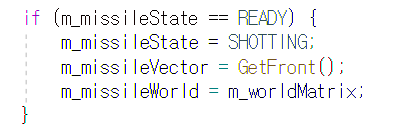 if (m_missileState == READY) {
m_missileState = SHOTTING;
m_missileVector = GetFront();
m_missileWorld = m_worldMatrix;
}